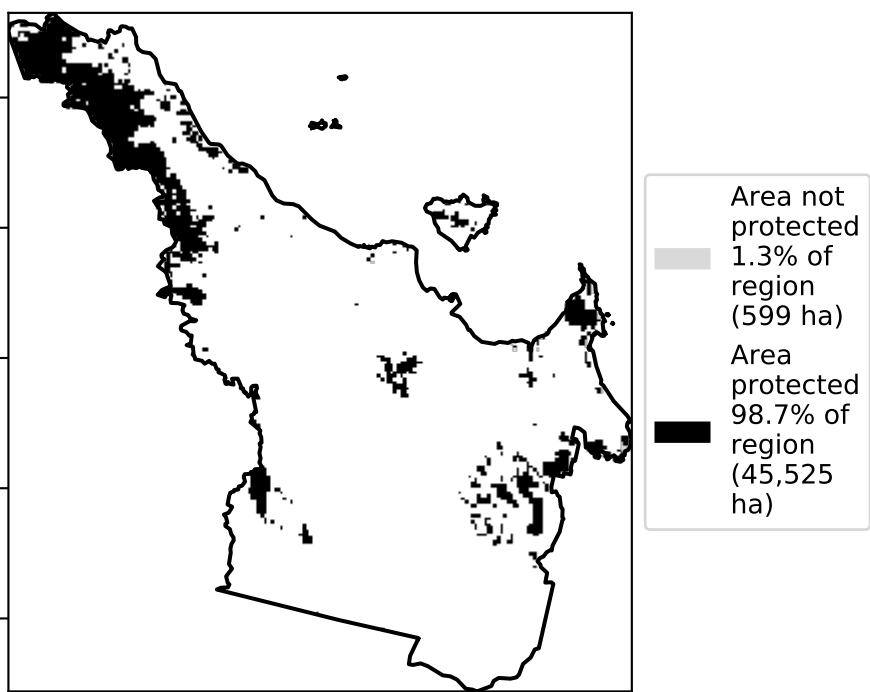 Area not
protected
1.3% of
region
(599 ha)
Area
protected
98.7% of
region
(45,525
ha)